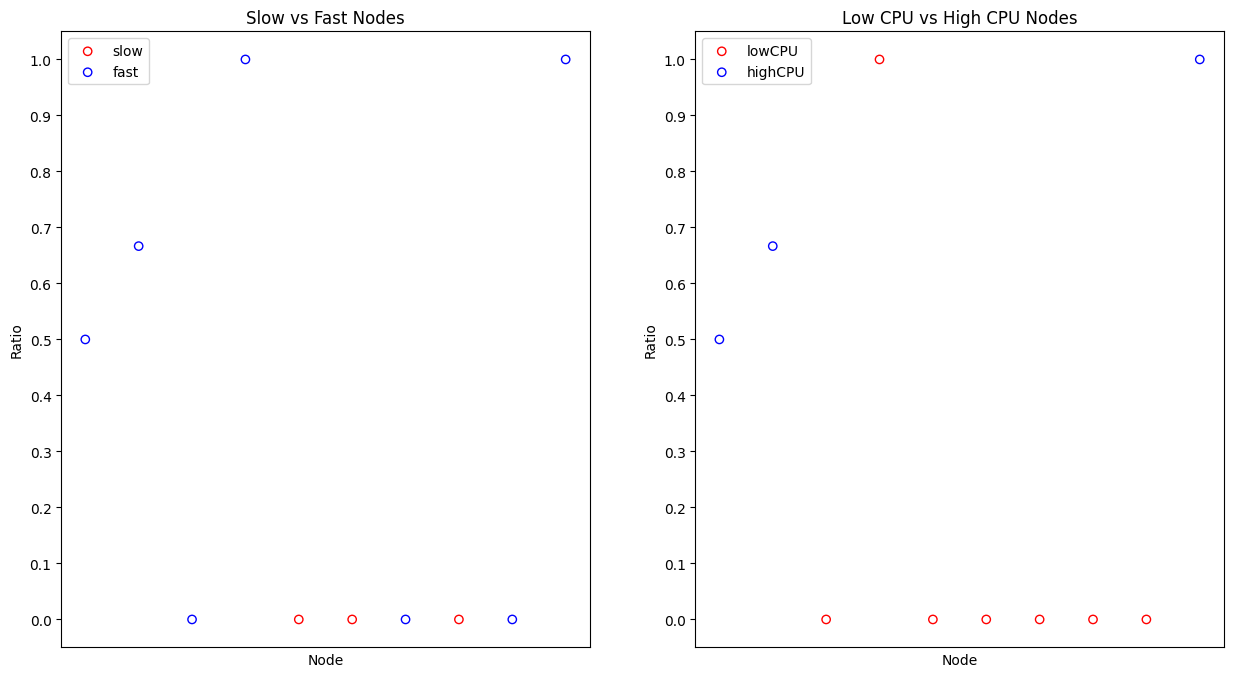 Slow vs Fast Nodes
slow
fast
1.0
0.9
0.8
0.7
0.6
0.5
0.4
0.3
0.2
0.1
0.0
Ratio
Node
Low CPU vs High CPU Nodes
lowCPU
highCPU
1.0
0.9
0.8
0.7
0.6
0.5
0.4
0.3
0.2
0.1
0.0
Ratio
Node